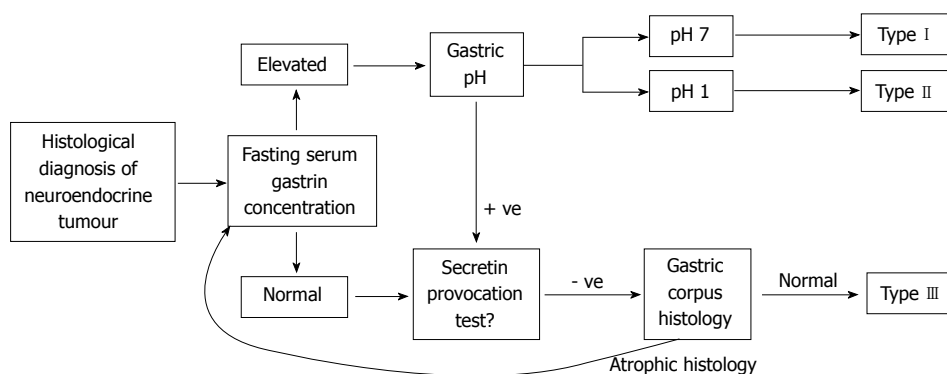 Histological
diagnosis of
neuroendocrine
tumour
Fasting serum
gastrin
concentration
Elevated
Normal
Gastric
pH
pH 7
Type Ⅰ
pH 1
Type Ⅱ
+ ve
Secretin
provocation
test?
- ve
Gastric
corpus
histology
Normal
Type Ⅲ
Atrophic histology